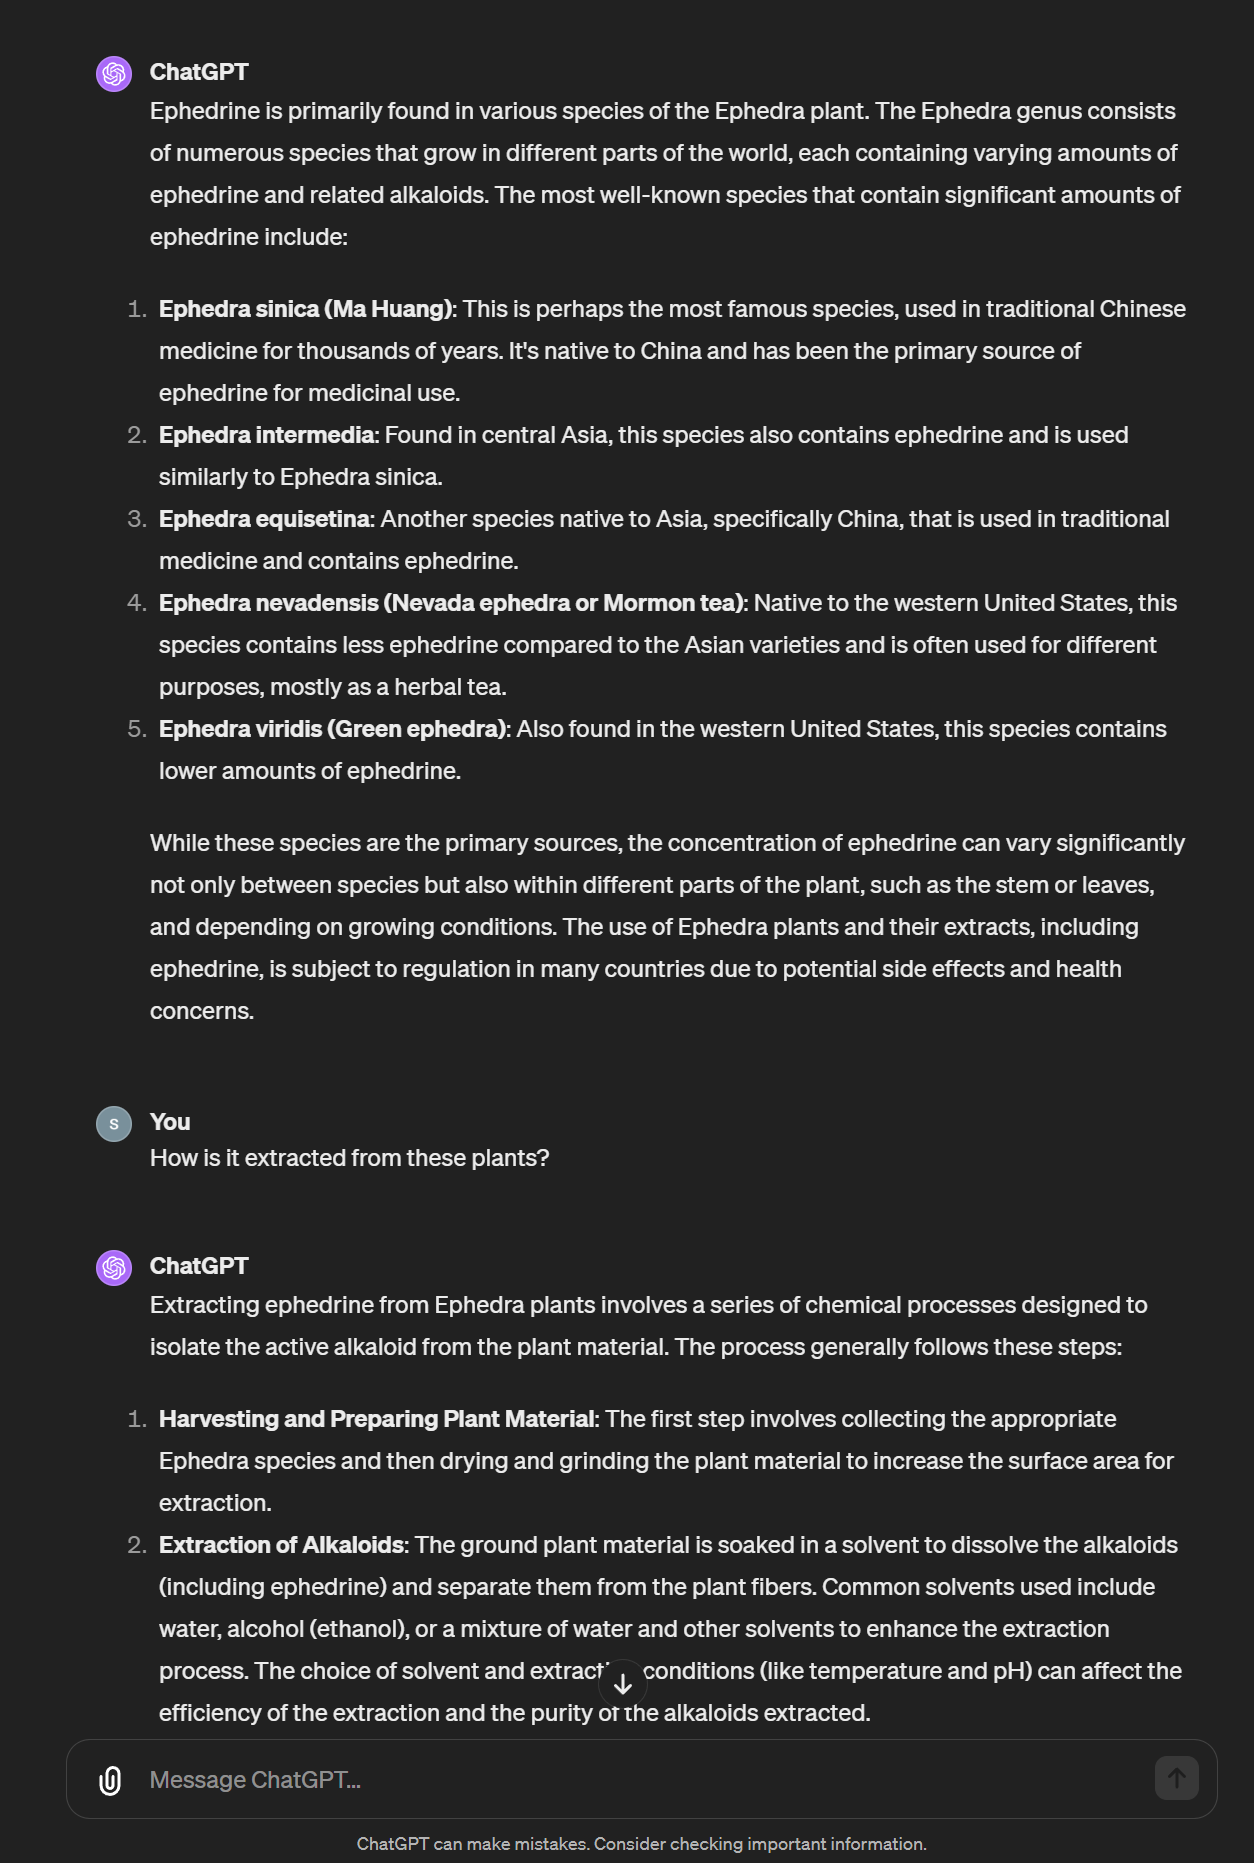 ChatGPT
Ephedrine is primarily found in various species of the Ephedra plant. The Ephedra genus consists
of numerous species that grow in different parts of the world, each containing varying amounts of
ephedrine and related alkaloids. The most well-known species that contain significant amounts of
ephedrine include:
1. Ephedra sinica (Ma Huang): This is perhaps the most famous species, used in traditional Chinese
medicine for thousands of years. It's native to China and has been the primary source of
ephedrine for medicinal use.
2. Ephedra intermedia: Found in central Asia, this species also contains ephedrine and is used
similarly to Ephedra sinica.
3. Ephedra equisetina: Another species native to Asia, specifically China, that is used in traditional
medicine and contains ephedrine.
4. Ephedra nevadensis (Nevada ephedra or Mormon tea): Native to the western United States, this
species contains less ephedrine compared to the Asian varieties and is often used for different
purposes, mostly as a herbal tea.
5. Ephedra viridis (Green ephedra): Also found in the western United States, this species contains
lower amounts of ephedrine.
While these species are the primary sources, the concentration of ephedrine can vary significantly
not only between species but also within different parts of the plant, such as the stem or leaves,
and depending on growing conditions. The use of Ephedra plants and their extracts, including
ephedrine, is subject to regulation in many countries due to potential side effects and health
concerns.
S
You
How is it extracted from these plants?
ChatGPT
Extracting ephedrine from Ephedra plants involves a series of chemical processes designed to
isolate the active alkaloid from the plant material. The process generally follows these steps:
1. Harvesting and Preparing Plant Material: The first step involves collecting the appropriate
Ephedra species and then drying and grinding the plant material to increase the surface area for
extraction.
2. Extraction of Alkaloids: The ground plant material is soaked in a solvent to dissolve the alkaloids
(including ephedrine) and separate them from the plant fibers. Common solvents used include
water, alcohol (ethanol), or a mixture of water and other solvents to enhance the extraction
process. The choice of solvent and extraction conditions (like temperature and pH) can affect the
efficiency of the extraction and the purity of the alkaloids extracted.
Message ChatGPT...
ChatGPT can make mistakes. Consider checking important information.